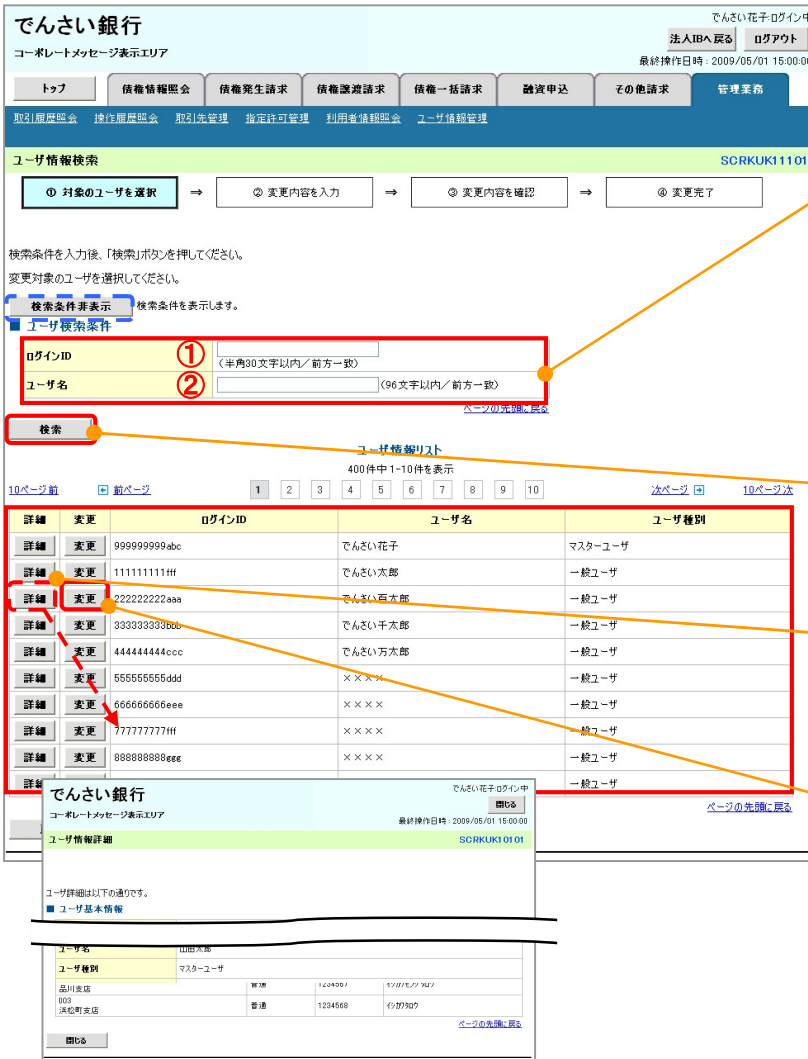 でんさい銀行
コーポレートメッセージ表示エリア
でんさい花子:ログイン中
法人IBへ戻る ログアウト
最終操作日時:2009/05/01 15:00:00
トップ 債権情報照会 債権発生請求 債権譲渡請求 債権一括請求 融資申込 その他請求 管理業務
取引履歴照会 操作履歴照会 取引先管理 指定許可管理 利用者情報照会 ユーザ情報管理
ユーザ情報検索 SCRKUK11101
① 対象のユーザを選択 ⇒ ② 変更内容を入力 ⇒ ③ 変更内容を確認 ⇒ ④ 変更完了
検索条件を入力後、「検索」ボタンを押してください。
変更対象のユーザを選択してください。
検索条件非表示 検索条件を表示します。
■ ユーザ検索条件
ログインID ① (半角30文字以内/前方一致)
ユーザ名 ② (96文字以内/前方一致)
ページの先頭に戻る
検索
ユーザ情報リスト
400件中1-10件を表示
10ページ前 前ページ 1 2 3 4 5 6 7 8 9 10 次ページ 10ページ次
詳細 変更 ログインID ユーザ名 ユーザ種別
詳細 変更 999999999abc でんさい花子 マスターユーザ
詳細 変更 111111111fff でんさい太郎 一般ユーザ
詳細 変更 222222222aaa でんさい百太郎 一般ユーザ
詳細 変更 333333333bbb でんさい千太郎 一般ユーザ
詳細 変更 444444444ccc でんさい万太郎 一般ユーザ
詳細 変更 555555555ddd ×××× 一般ユーザ
詳細 変更 666666666eee ×××× 一般ユーザ
詳細 変更 777777777fff ×××× 一般ユーザ
詳細 変更 888888888ggg ×××× 一般ユーザ
詳細 一般ユーザ
ページの先頭に戻る
でんさい銀行
コーポレートメッセージ表示エリア
でんさい花子:ログイン中
閉じる
最終操作日時:2009/05/01 15:00:00
ユーザ情報詳細 SCRKUK10101
ユーザ詳細は以下の通りです。
■ ユーザ基本情報
ユーザ名 山田太郎
ユーザ種別 マスターユーザ
品川支店 普通 1234567
003
浜松町支店 普通 1234568 イシカワタロウ
ページの先頭に戻る
閉じる